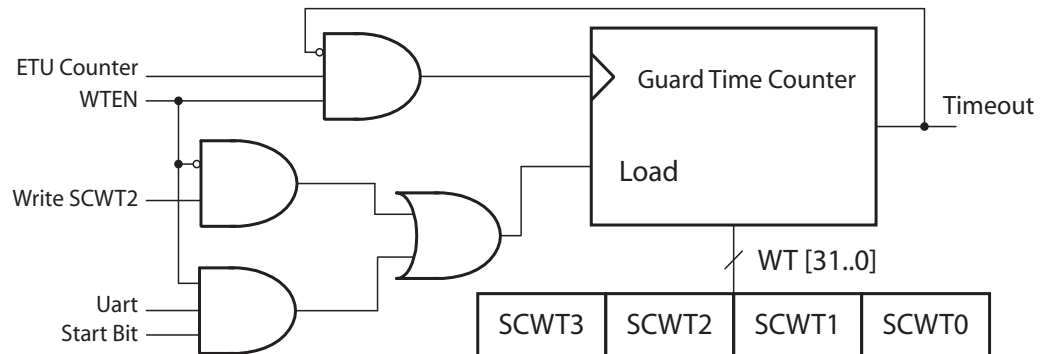 ETU Counter
WTEN
Guard Time Counter
Timeout
Write SCWT2
Load
WT [31..0]
Uart
Start Bit
SCWT3
SCWT2
SCWT1
SCWT0